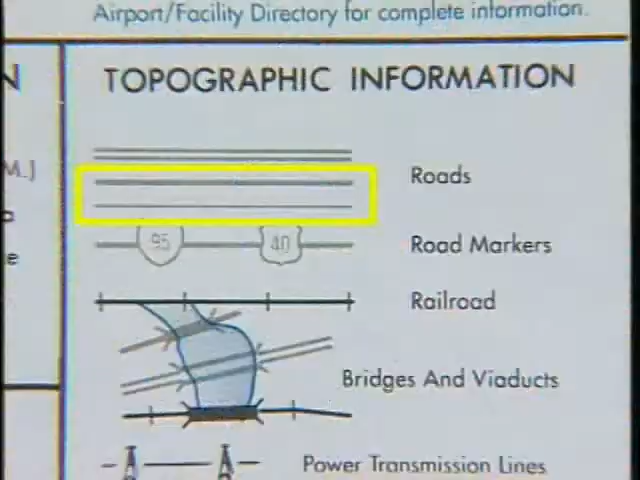 Airport/Facility Directory for complete information.
N
TOPOGRAPHIC INFORMATION
M.)
Roads
e
95
40
Road Markers
Railroad
Bridges And Viaducts
Power Transmission Lines